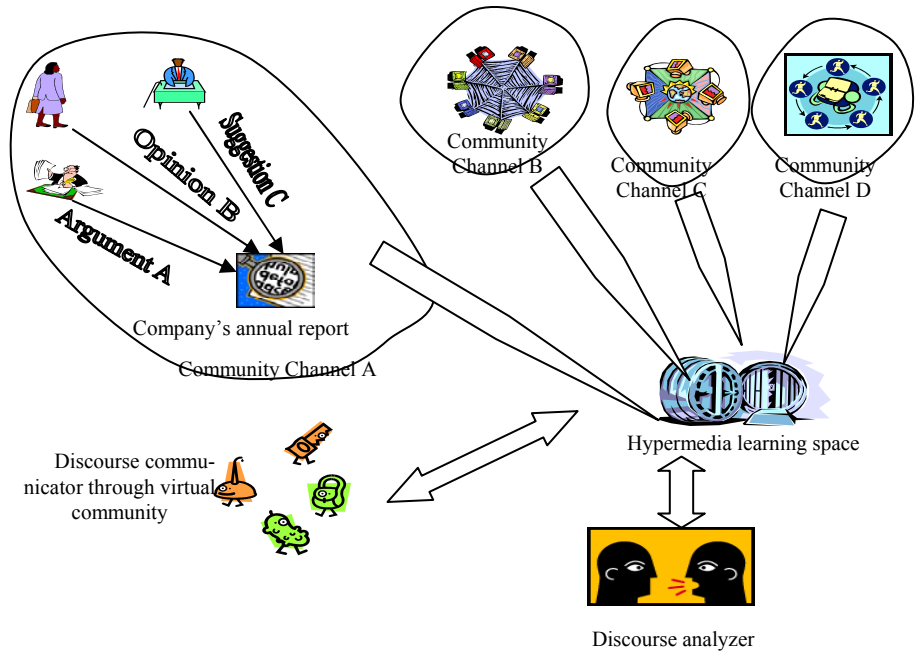 Suggestion C
Opinion B
Argument A
Company's annual report
Community Channel A
Community
Channel B
Community
Channel C
Community
Channel D
Hypermedia learning space
Discourse commu-
nicator through virtual
community
Discourse analyzer